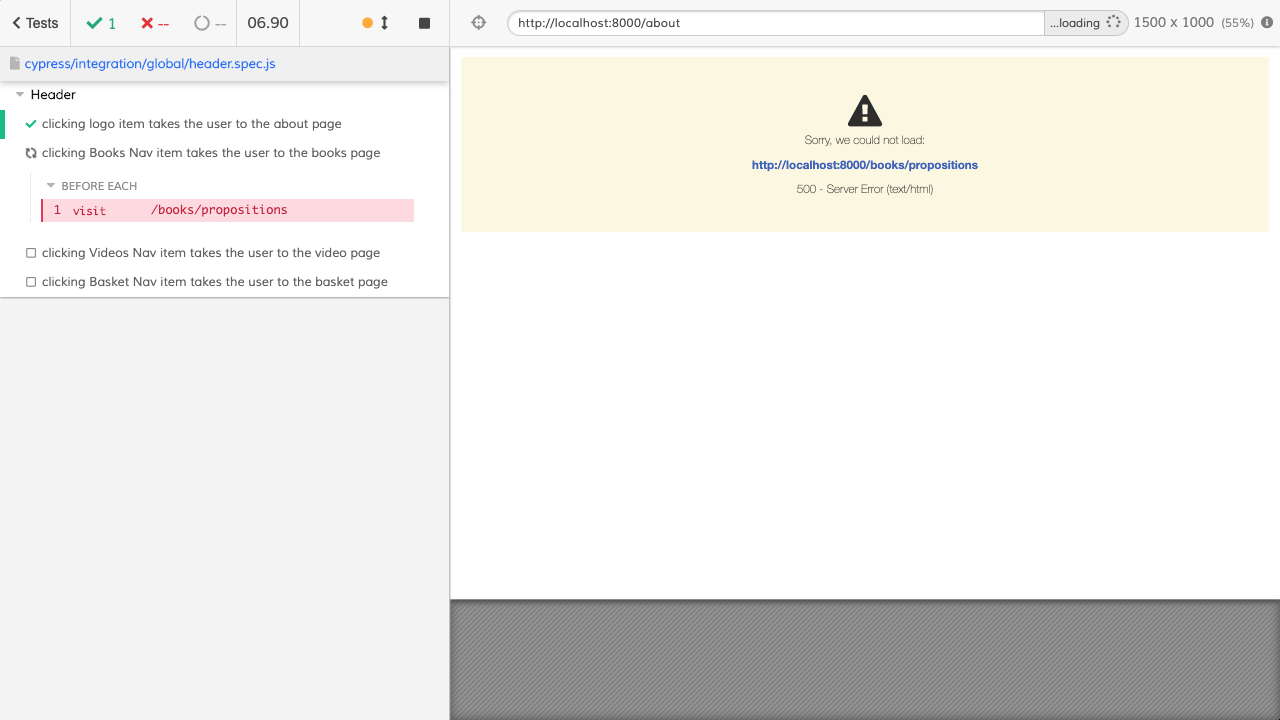 Tests 1 -- -- 06.90
http://localhost:8000/about ...loading 1500 x 1000 (55%)
cypress/integration/global/header.spec.js
Header
clicking logo item takes the user to the about page
clicking Books Nav item takes the user to the books page
BEFORE EACH
1 visit /books/propositions
clicking Videos Nav item takes the user to the video page
clicking Basket Nav item takes the user to the basket page
Sorry, we could not load:
http://localhost:8000/books/propositions
500 - Server Error (text/html)